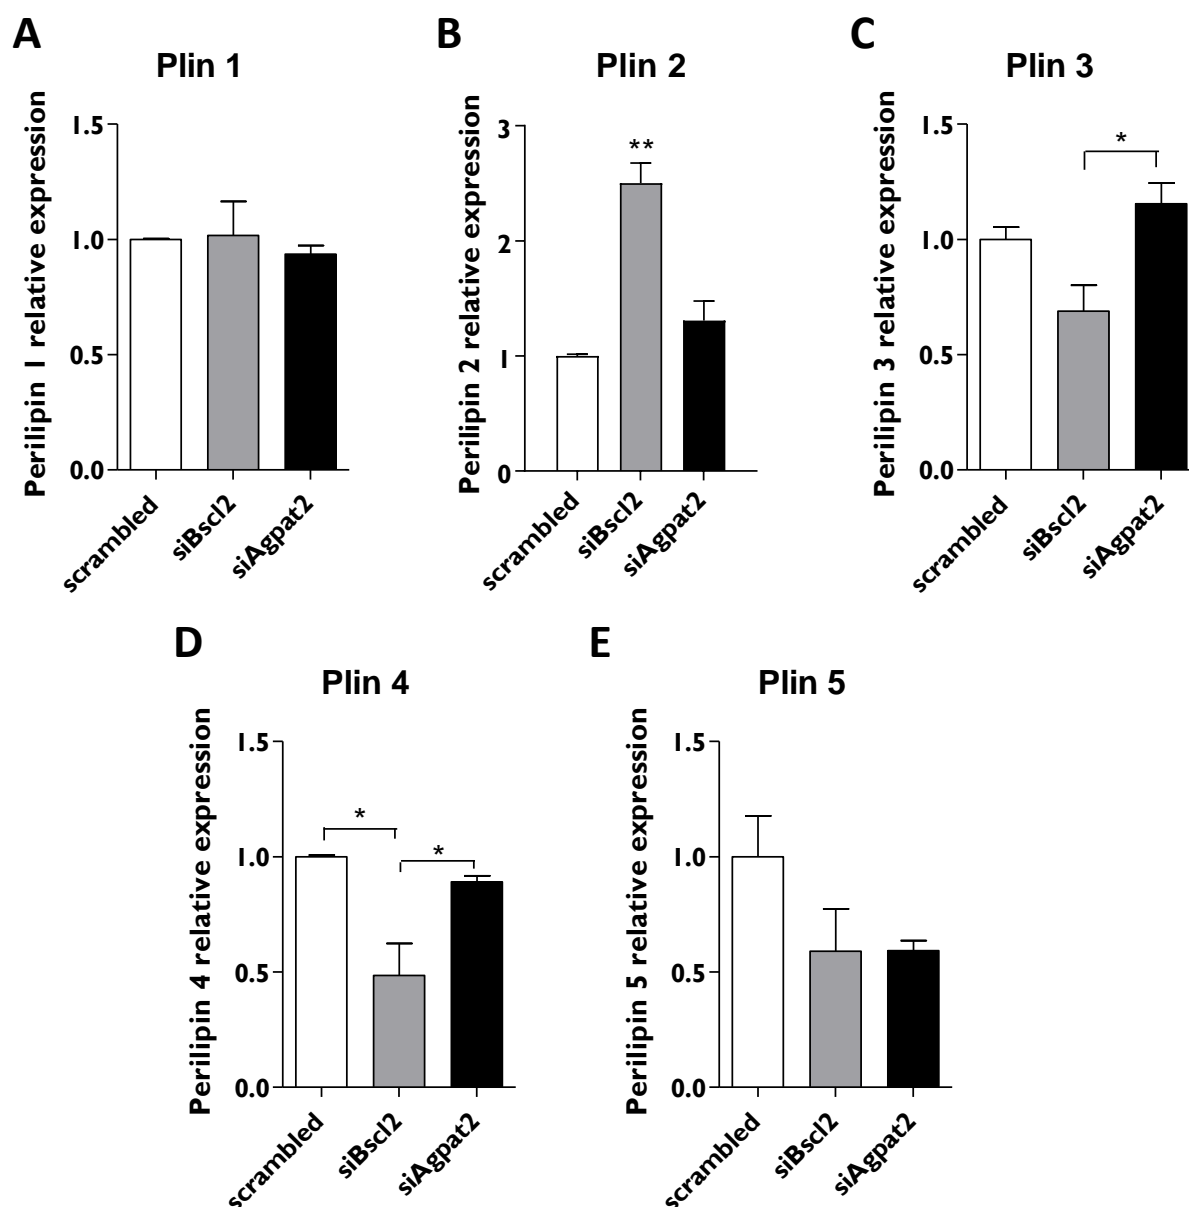 A
Plin 1
Perilipin 1 relative expression
1.5
1.0
0.5
0.0
scrambled
siBscl2
siAgpat2
B
Plin 2
Perilipin 2 relative expression
3
**
2
1
0
scrambled
siBscl2
siAgpat2
C
Plin 3
Perilipin 3 relative expression
1.5
*
1.0
0.5
0.0
scrambled
siBscl2
siAgpat2
D
Plin 4
Perilipin 4 relative expression
1.5
*
*
1.0
0.5
0.0
scrambled
siBscl2
siAgpat2
E
Plin 5
Perilipin 5 relative expression
1.5
1.0
0.5
0.0
scrambled
siBscl2
siAgpat2